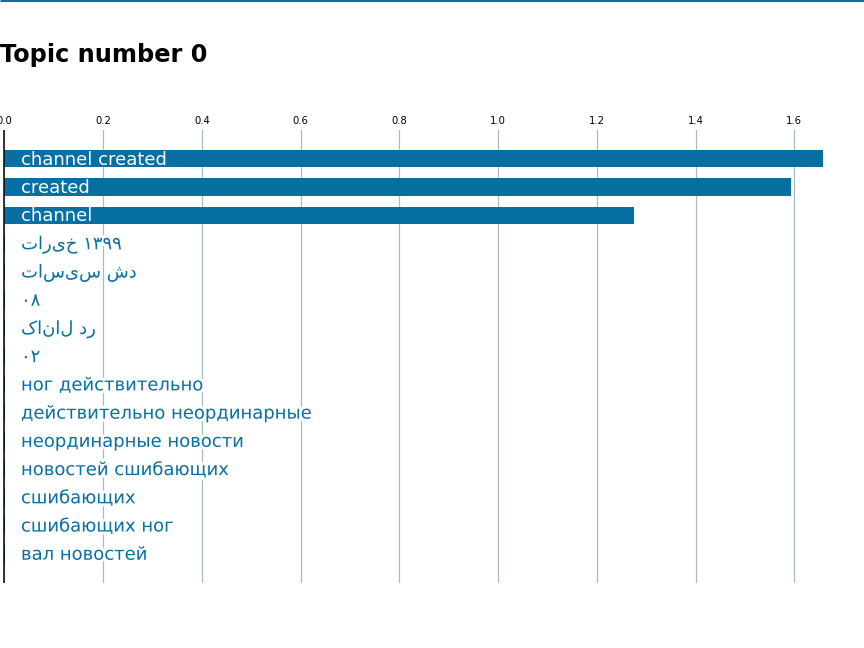 Topic number 0
0.0 0.2 0.4 0.6 0.8 1.0 1.2 1.4 1.6
channel created
created
channel
تاریخ ۱۳۹۹
تاسیس شد
۰۸
کانال در
۰۲
ног действительно
действительно неординарные
неординарные новости
новостей сшибающих
сшибающих
сшибающих ног
вал новостей